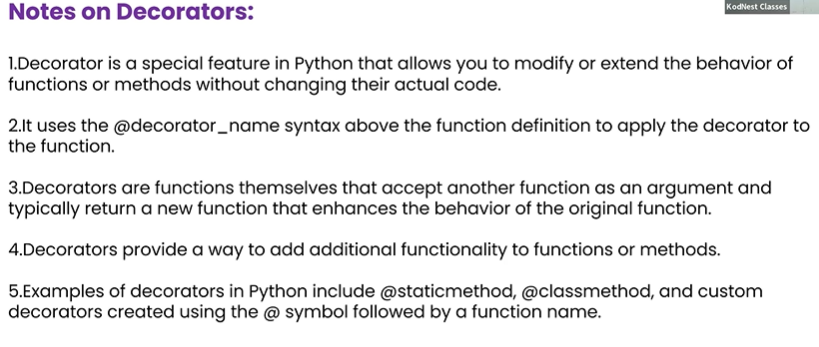 KodNest Classes
Notes on Decorators:
1.Decorator is a special feature in Python that allows you to modify or extend the behavior of
functions or methods without changing their actual code.
2.It uses the @decorator_name syntax above the function definition to apply the decorator to
the function.
3.Decorators are functions themselves that accept another function as an argument and
typically return a new function that enhances the behavior of the original function.
4.Decorators provide a way to add additional functionality to functions or methods.
5.Examples of decorators in Python include @staticmethod, @classmethod, and custom
decorators created using the @ symbol followed by a function name.